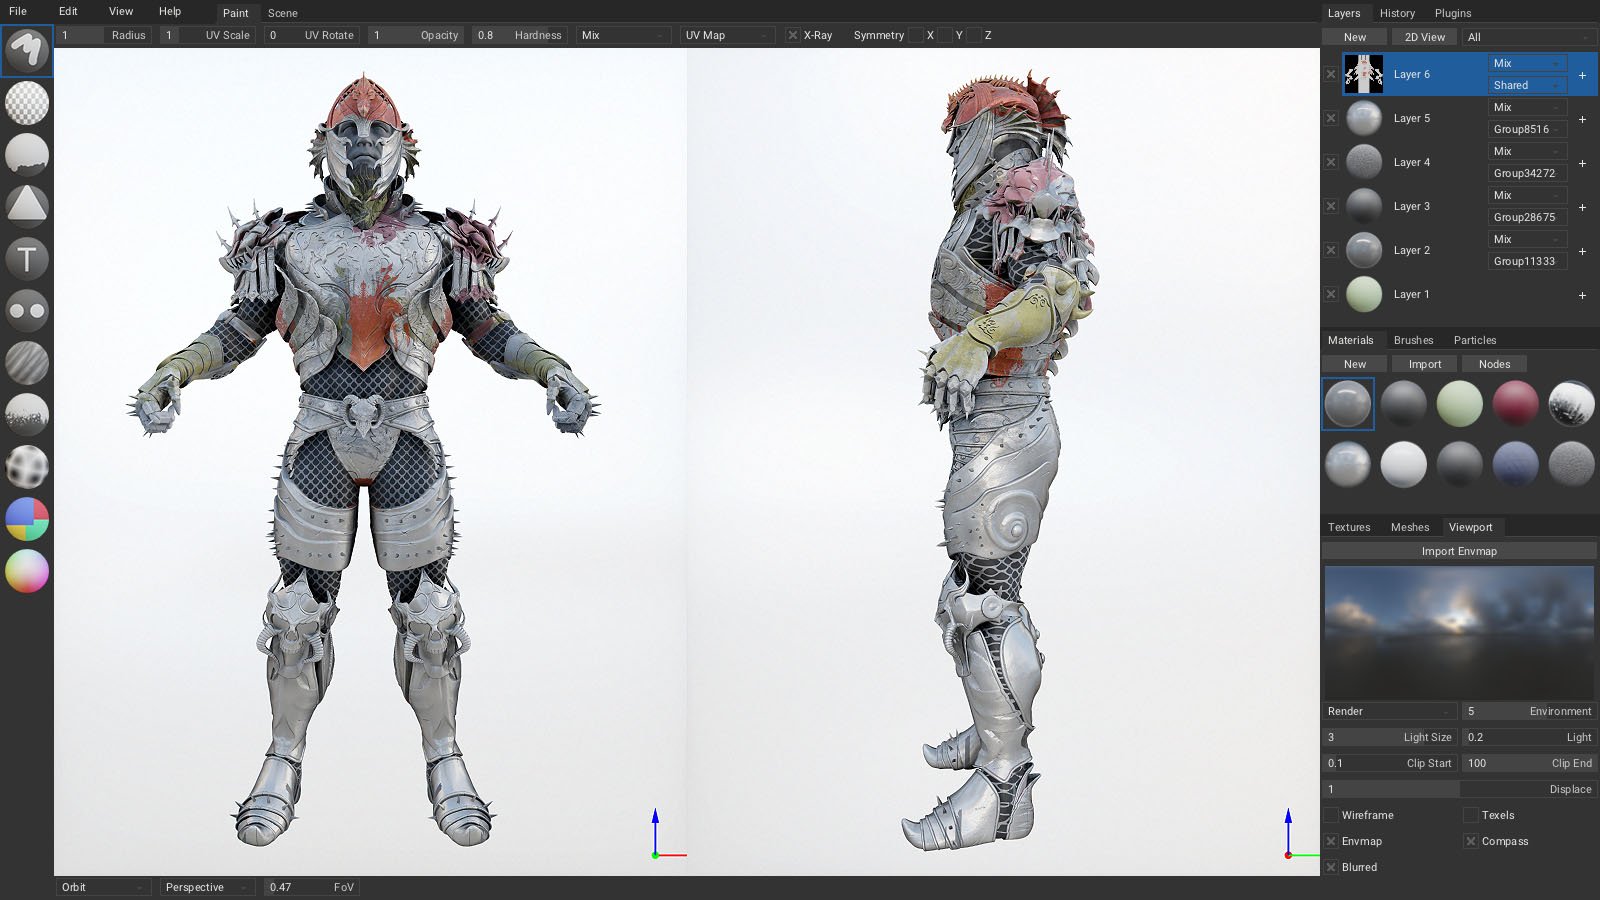 File Edit View Help Paint Scene
1 Radius 1 UV Scale 0 UV Rotate 1 Opacity 0.8 Hardness Mix UV Map X-Ray Symmetry X Y Z
T
Layers History Plugins
New 2D View All
Layer 6 Mix Shared +
Layer 5 Mix Group8516 +
Layer 4 Mix Group34272 +
Layer 3 Mix Group28675 +
Layer 2 Mix Group11333 +
Layer 1 +
Materials Brushes Particles
New Import Nodes
Textures Meshes Viewport
Import Envmap
Render 5 Environment
3 Light Size 0.2 Light
0.1 Clip Start 100 Clip End
1 Displace
Wireframe Texels
Envmap Compass
Blurred
Orbit Perspective 0.47 FoV